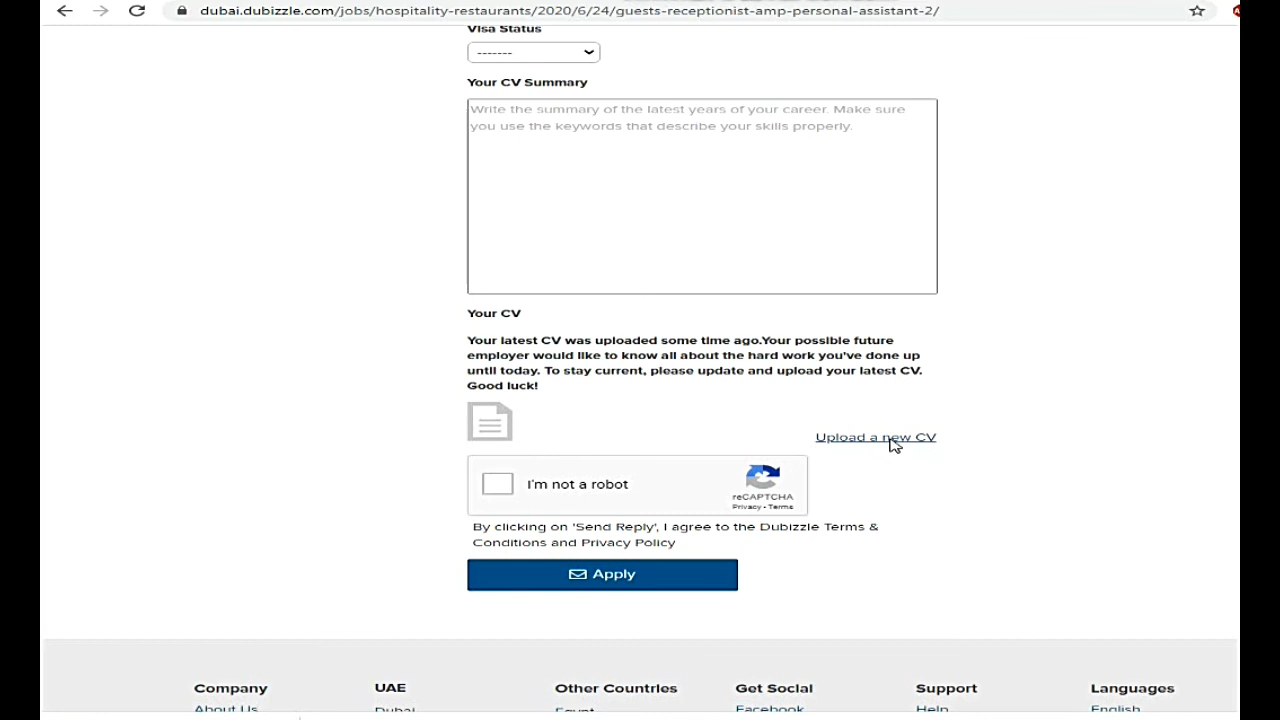 dubai.dubizzle.com/jobs/hospitality-restaurants/2020/6/24/guests-receptionist-amp-personal-assistant-2/
Visa Status
-------
Your CV Summary
Write the summary of the latest years of your career. Make sure
you use the keywords that describe your skills properly.
Your CV
Your latest CV was uploaded some time ago.Your possible future
employer would like to know all about the hard work you've done up
until today. To stay current, please update and upload your latest CV.
Good luck!
Upload a new CV
I'm not a robot
reCAPTCHA
Privacy - Terms
By clicking on 'Send Reply', I agree to the Dubizzle Terms &
Conditions and Privacy Policy
Apply
Company UAE Other Countries Get Social Support Languages
About Us Dubai Egypt Facebook Help English